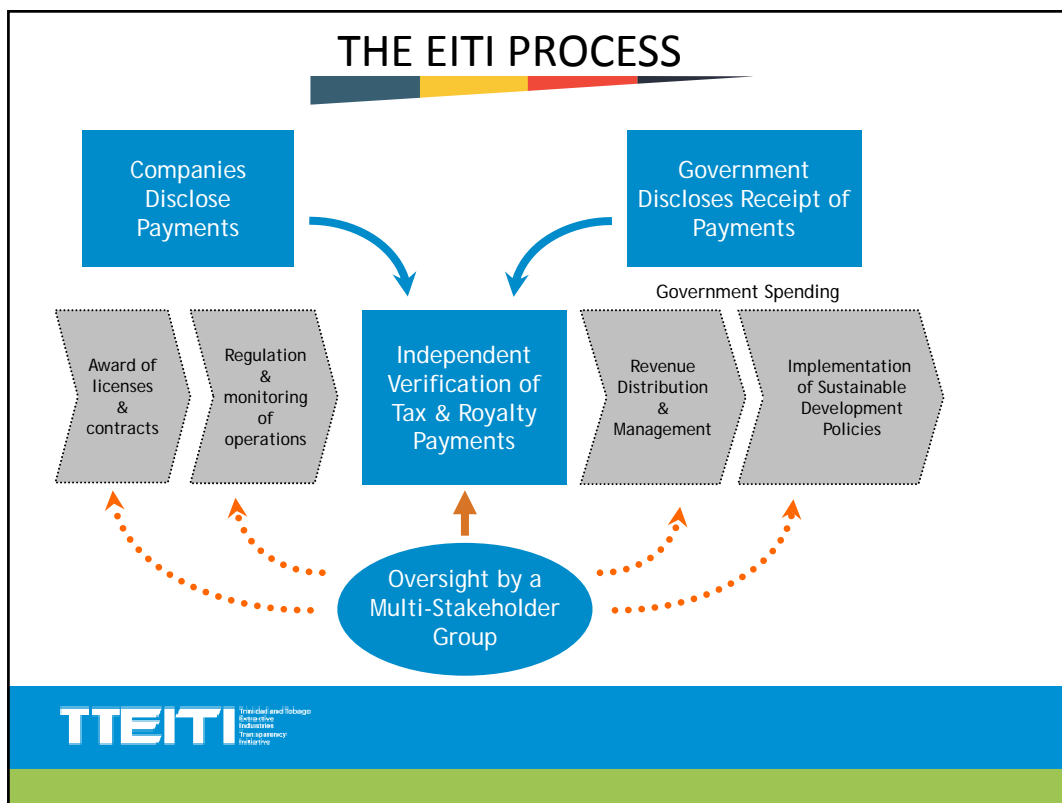 THE EITI PROCESS
Companies
Disclose
Payments
Government
Discloses Receipt of
Payments
Government Spending
Award of
licenses
&
contracts
Regulation
&
monitoring
of
operations
Independent
Verification of
Tax & Royalty
Payments
Revenue
Distribution
&
Management
Implementation
of Sustainable
Development
Policies
Oversight by a
Multi-Stakeholder
Group
TTEITI
Trinidad and Tobago
Extractive
Industries
Transparency
Initiative